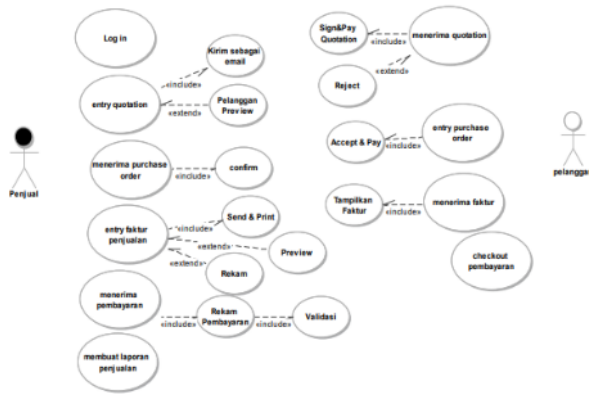 Log in
Kirim sebagai
email
«include»
entry quotation
Pelanggan
Preview
«extend»
menerima purchase
order
«include»
confirm
Penjual
entry faktur
penjualan
Send & Print
«include»
«extend»
Preview
«extend»
Rekam
menerima
pembayaran
«include»
Rekam
Pembayaran
«include»
Validasi
membuat laporan
penjualan
Sign&Pay
Quotation
«include»
menerima quotation
«extend»
Reject
Accept & Pay
«include»
entry purchase
order
Tampilkan
Faktur
«include»
menerima faktur
checkout
pembayaran
pelanggan